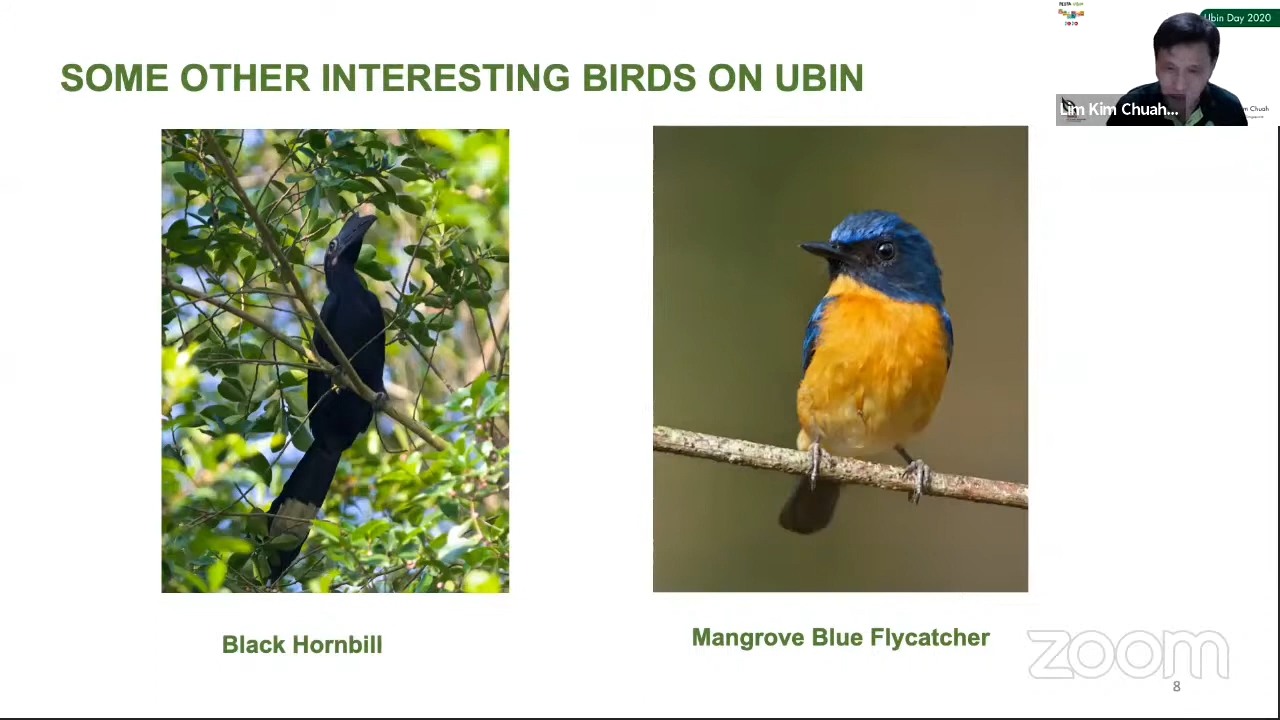 Ubin Day 2020
SOME OTHER INTERESTING BIRDS ON UBIN
Lim Kim Chuah...
Black Hornbill
Mangrove Blue Flycatcher
zoom
8